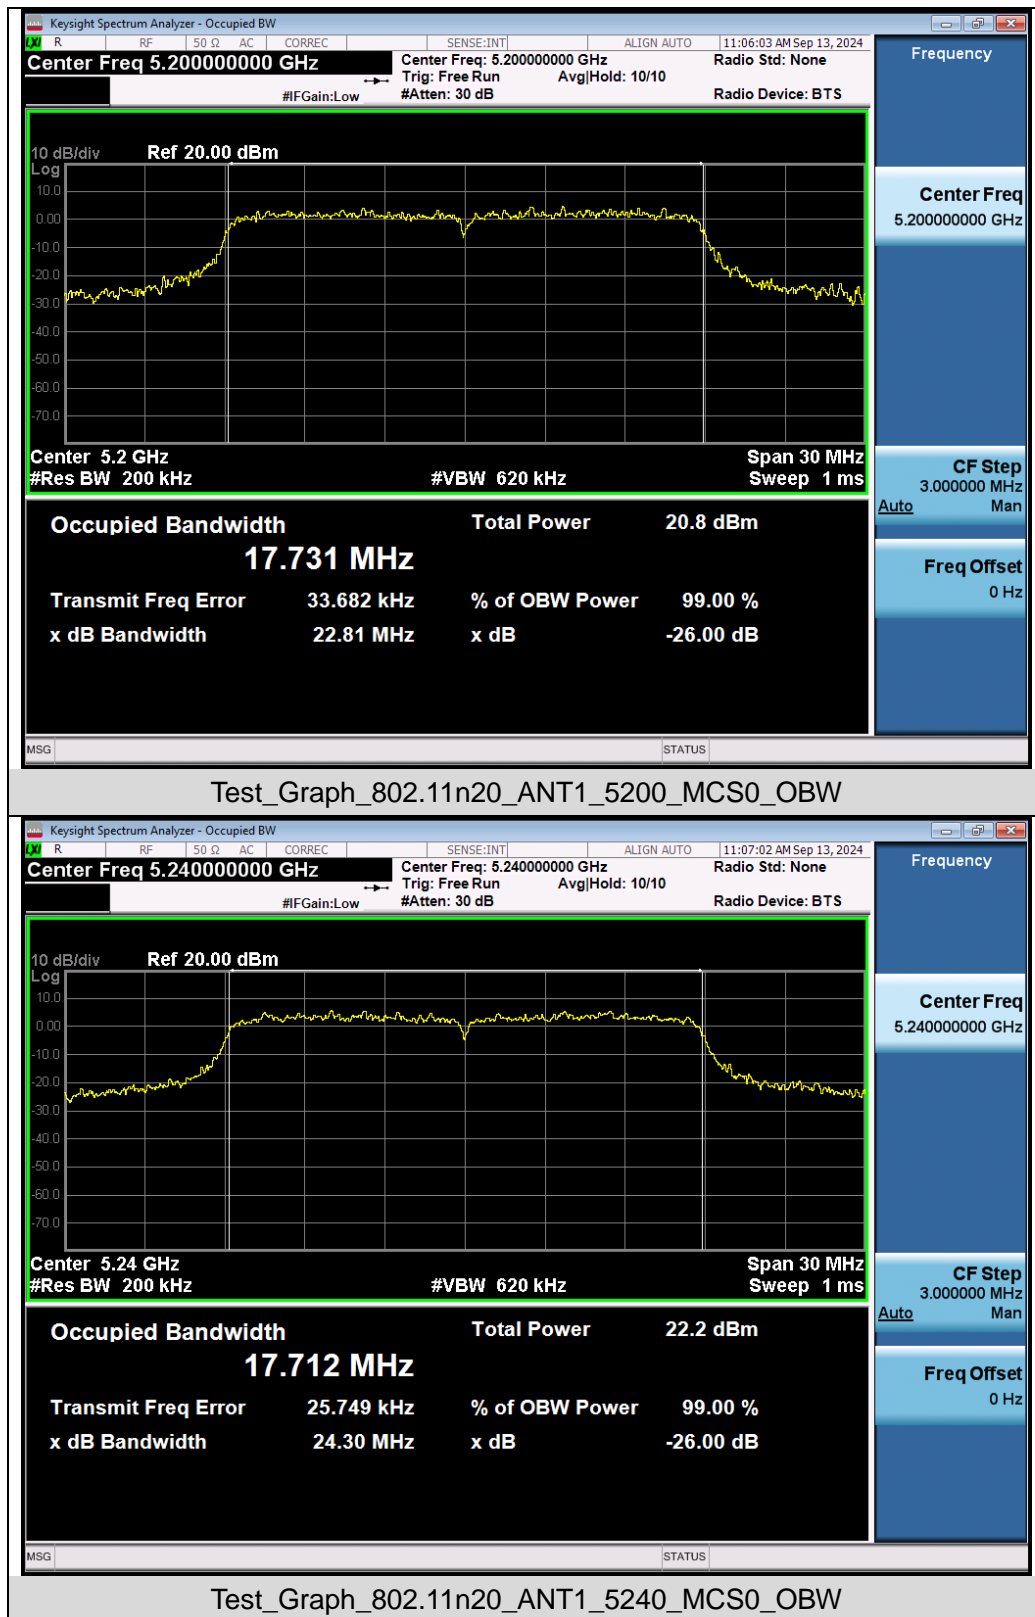 Keysight Spectrum Analyzer - Occupied BW
LXI R RF 50 Ω AC CORREC SENSE:INT ALIGN AUTO 11:06:03 AM Sep 13, 2024
Center Freq 5.200000000 GHz
Center Freq: 5.200000000 GHz
Radio Std: None
Trig: Free Run Avg|Hold: 10/10
#IFGain:Low
#Atten: 30 dB
Radio Device: BTS
Frequency
10 dB/div Ref 20.00 dBm
Log
10.0
0.00
-10.0
-20.0
-30.0
-40.0
-50.0
-60.0
-70.0
Center 5.2 GHz Span 30 MHz
#Res BW 200 kHz #VBW 620 kHz Sweep 1 ms
Center Freq
5.200000000 GHz
CF Step
3.000000 MHz
Auto Man
Freq Offset
0 Hz
Occupied Bandwidth Total Power 20.8 dBm
17.731 MHz
Transmit Freq Error 33.682 kHz % of OBW Power 99.00 %
x dB Bandwidth 22.81 MHz x dB -26.00 dB
MSG STATUS
Test_Graph_802.11n20_ANT1_5200_MCS0_OBW
Keysight Spectrum Analyzer - Occupied BW
LXI R RF 50 Ω AC CORREC SENSE:INT ALIGN AUTO 11:07:02 AM Sep 13, 2024
Center Freq 5.240000000 GHz
Center Freq: 5.240000000 GHz
Radio Std: None
Trig: Free Run Avg|Hold: 10/10
#IFGain:Low
#Atten: 30 dB
Radio Device: BTS
Frequency
10 dB/div Ref 20.00 dBm
Log
10.0
0.00
-10.0
-20.0
-30.0
-40.0
-50.0
-60.0
-70.0
Center 5.24 GHz Span 30 MHz
#Res BW 200 kHz #VBW 620 kHz Sweep 1 ms
Center Freq
5.240000000 GHz
CF Step
3.000000 MHz
Auto Man
Freq Offset
0 Hz
Occupied Bandwidth Total Power 22.2 dBm
17.712 MHz
Transmit Freq Error 25.749 kHz % of OBW Power 99.00 %
x dB Bandwidth 24.30 MHz x dB -26.00 dB
MSG STATUS
Test_Graph_802.11n20_ANT1_5240_MCS0_OBW